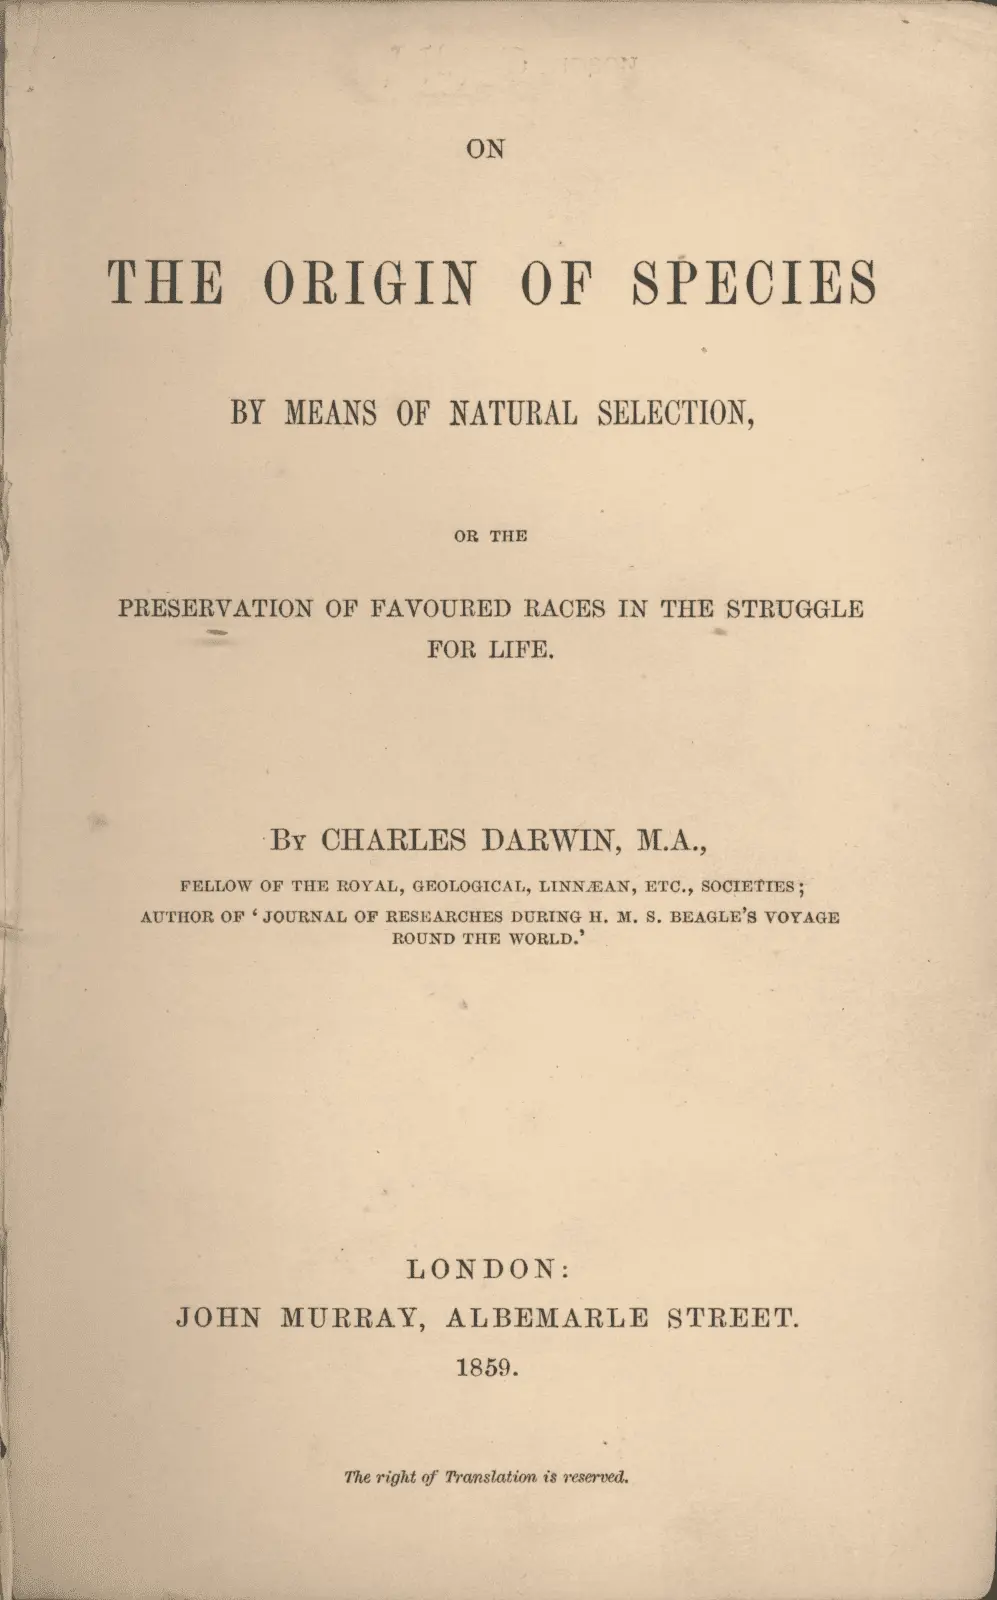 ON
THE ORIGIN OF SPECIES
BY MEANS OF NATURAL SELECTION,
OR THE
PRESERVATION OF FAVOURED RACES IN THE STRUGGLE
FOR LIFE.
By CHARLES DARWIN, M.A.,
FELLOW OF THE ROYAL, GEOLOGICAL, LINNÆAN, ETC., SOCIETIES;
AUTHOR OF ‘JOURNAL OF RESEARCHES DURING H. M. S. BEAGLE’S VOYAGE
ROUND THE WORLD.’
LONDON:
JOHN MURRAY, ALBEMARLE STREET.
1859.
The right of Translation is reserved.